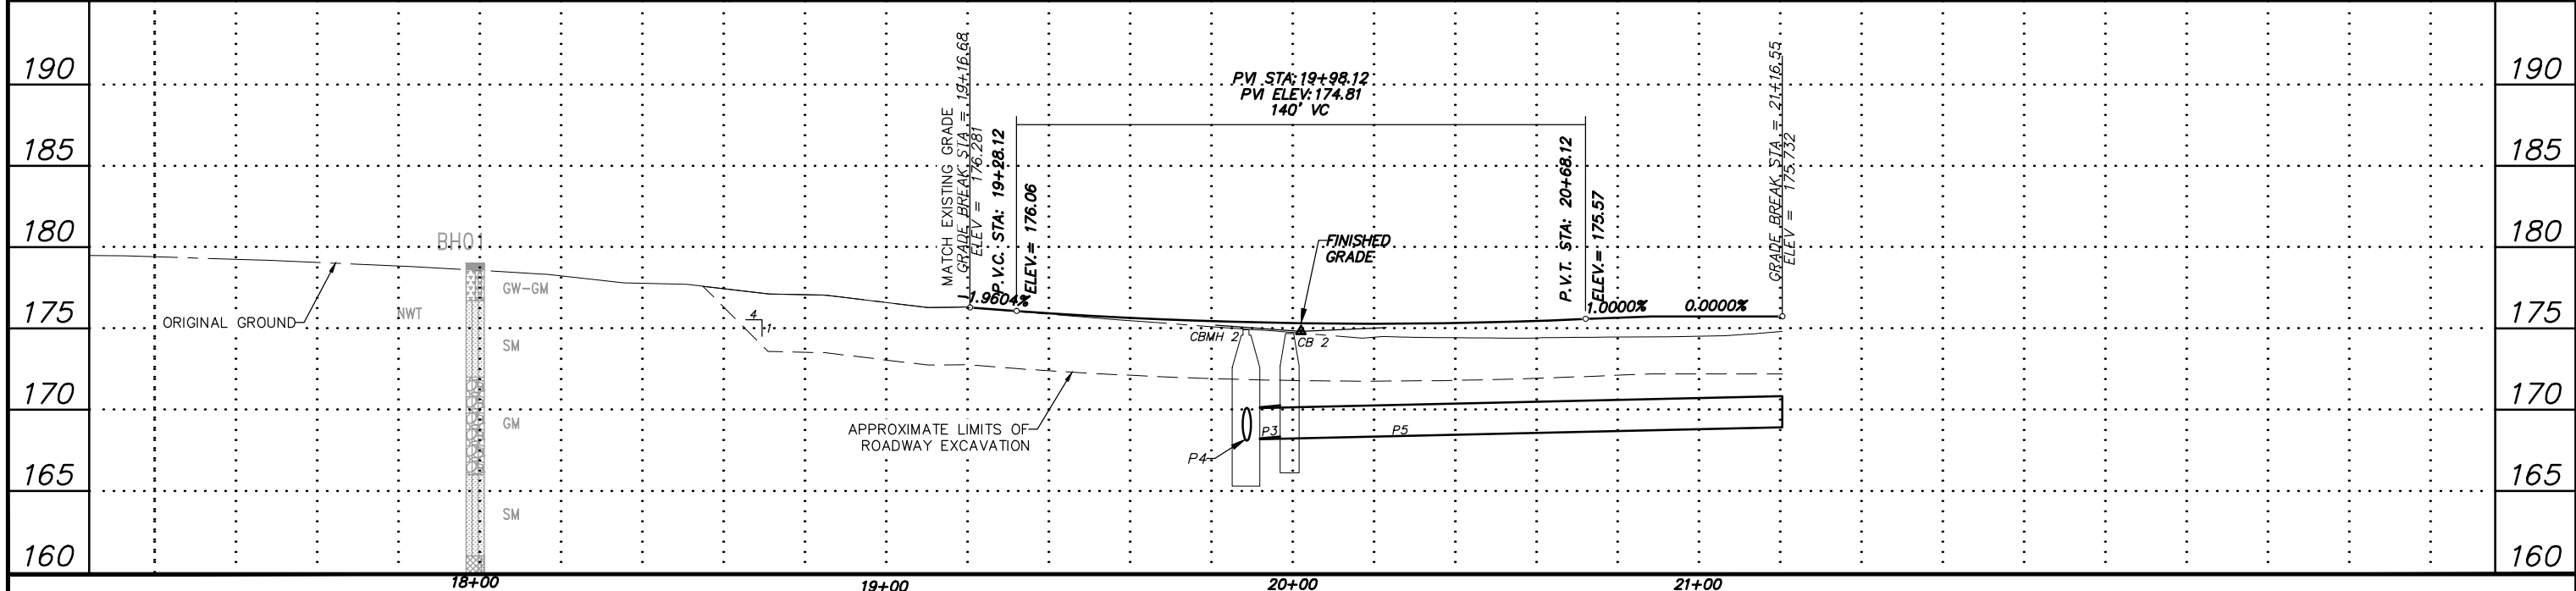 190
185
180
175
170
165
160
ORIGINAL GROUND
BH01
NWT
GW-GM
SM
GM
SM
4
1
APPROXIMATE LIMITS OF
ROADWAY EXCAVATION
MATCH EXISTING GRADE
GRADE BREAK STA = 19+16.68
ELEV = 176.281
P.V.C. STA: 19+28.12
ELEV.= 176.06
1.9604%
PVI STA: 19+98.12
PVI ELEV: 174.81
140' VC
FINISHED
GRADE
CBMH 2
CB 2
P4
P3
P5
P.V.T. STA: 20+68.12
ELEV.= 175.57
1.0000%
0.0000%
GRADE BREAK STA = 21+16.55
ELEV = 175.732
190
185
180
175
170
165
160
18+00
19+00
20+00
21+00